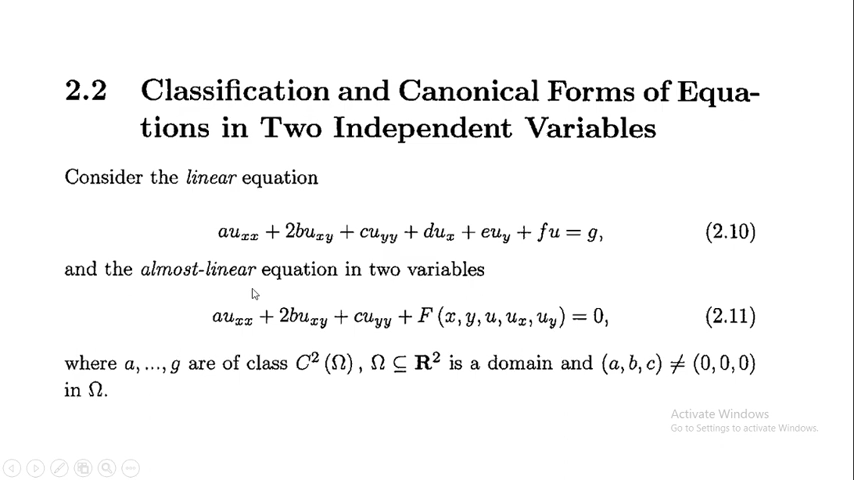 2.2 Classification and Canonical Forms of Equa-
tions in Two Independent Variables
Consider the linear equation
au_{xx} + 2bu_{xy} + cu_{yy} + du_x + eu_y + fu = g, (2.10)
and the almost-linear equation in two variables
au_{xx} + 2bu_{xy} + cu_{yy} + F (x, y, u, u_x, u_y) = 0, (2.11)
where a, ..., g are of class C² (Ω) , Ω ⊆ R² is a domain and (a, b, c) ≠ (0, 0, 0)
in Ω.
Activate Windows
Go to Settings to activate Windows.